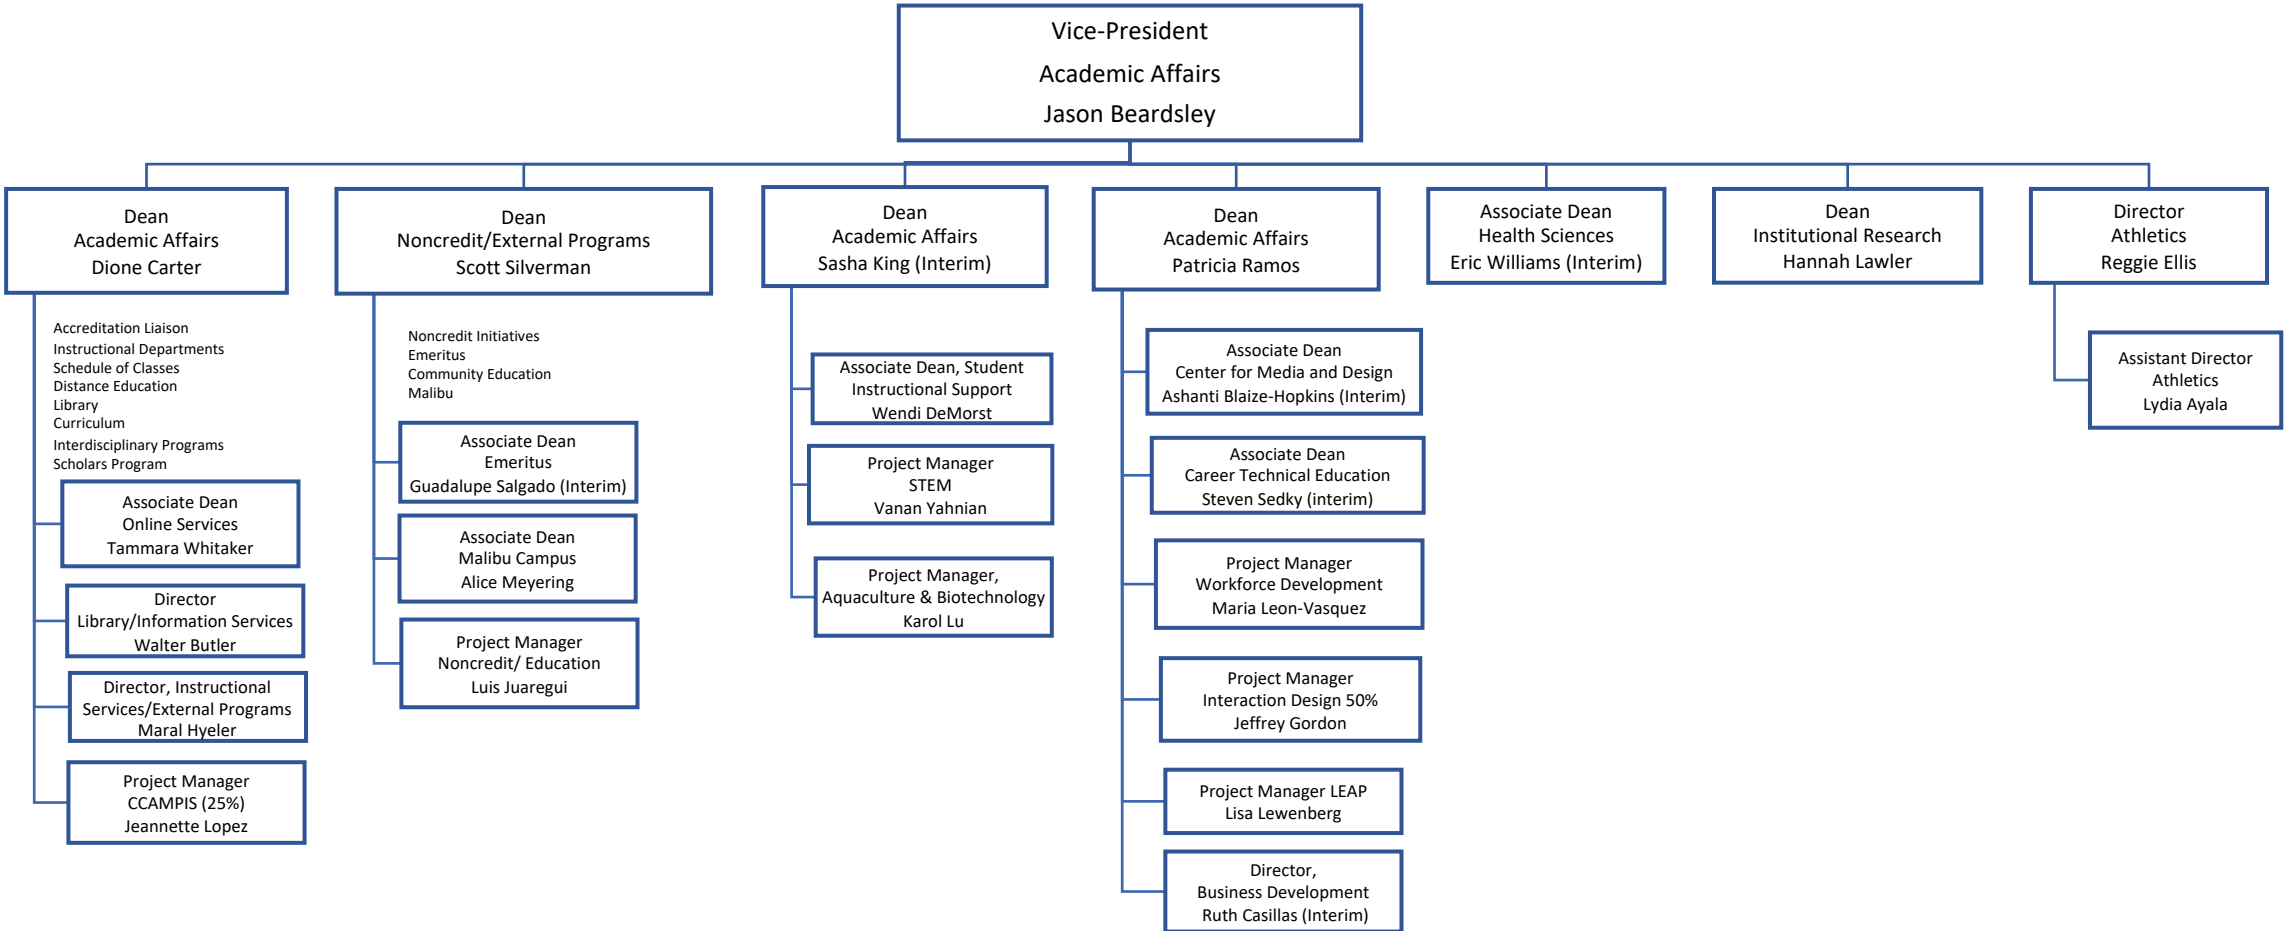 Vice-President
Academic Affairs
Jason Beardsley
Dean
Academic Affairs
Dione Carter
Accreditation Liaison
Instructional Departments
Schedule of Classes
Distance Education
Library
Curriculum
Interdisciplinary Programs
Scholars Program
Associate Dean
Online Services
Tammara Whitaker
Director
Library/Information Services
Walter Butler
Director, Instructional
Services/External Programs
Maral Hyeler
Project Manager
CCAMPIS (25%)
Jeannette Lopez
Dean
Noncredit/External Programs
Scott Silverman
Noncredit Initiatives
Emeritus
Community Education
Malibu
Associate Dean
Emeritus
Guadalupe Salgado (Interim)
Associate Dean
Malibu Campus
Alice Meyering
Project Manager
Noncredit/ Education
Luis Juaregui
Dean
Academic Affairs
Sasha King (Interim)
Associate Dean, Student
Instructional Support
Wendi DeMorst
Project Manager
STEM
Vanan Yahnian
Project Manager,
Aquaculture & Biotechnology
Karol Lu
Dean
Academic Affairs
Patricia Ramos
Associate Dean
Center for Media and Design
Ashanti Blaize-Hopkins (Interim)
Associate Dean
Career Technical Education
Steven Sedky (interim)
Project Manager
Workforce Development
Maria Leon-Vasquez
Project Manager
Interaction Design 50%
Jeffrey Gordon
Project Manager LEAP
Lisa Lewenberg
Director,
Business Development
Ruth Casillas (Interim)
Associate Dean
Health Sciences
Eric Williams (Interim)
Dean
Institutional Research
Hannah Lawler
Director
Athletics
Reggie Ellis
Assistant Director
Athletics
Lydia Ayala